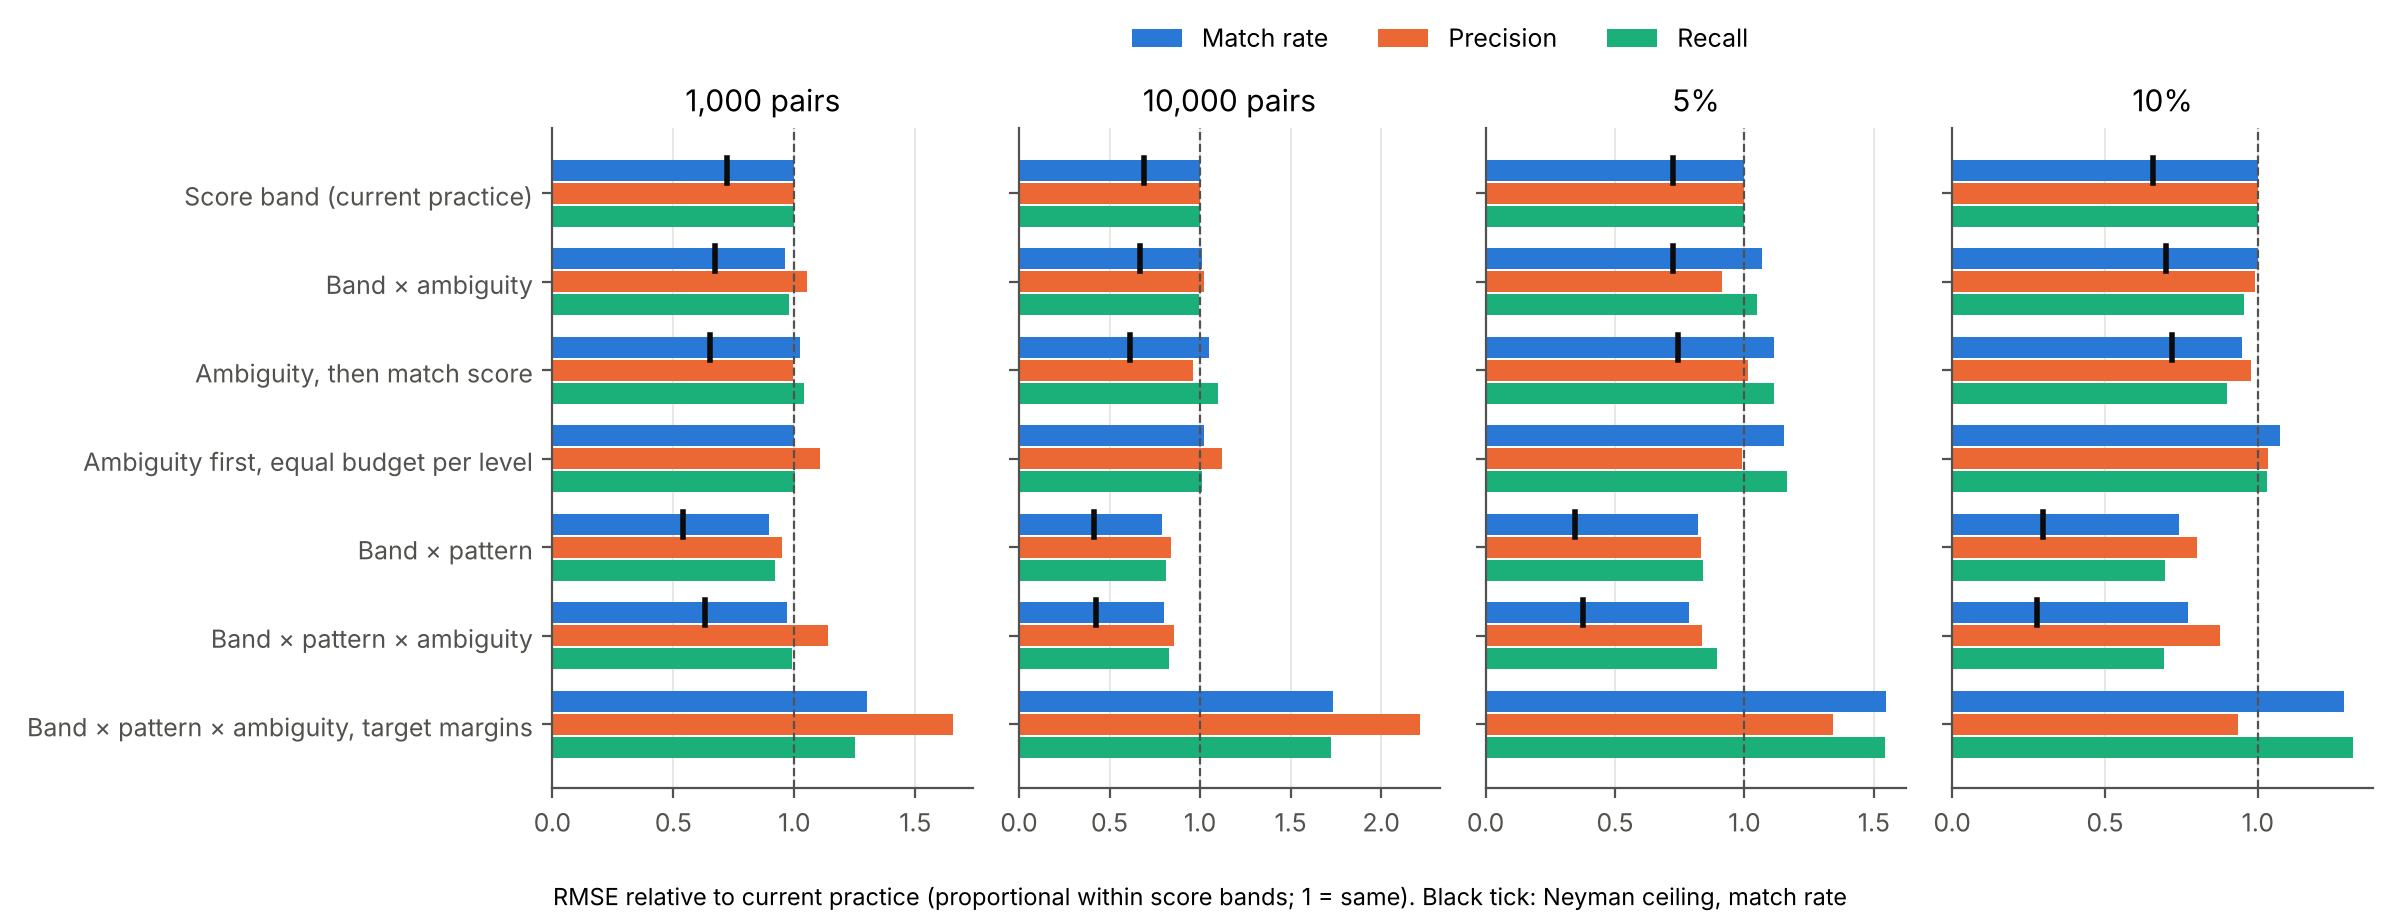 Match rate Precision Recall
1,000 pairs 10,000 pairs 5% 10%
Score band (current practice)
Band × ambiguity
Ambiguity, then match score
Ambiguity first, equal budget per level
Band × pattern
Band × pattern × ambiguity
Band × pattern × ambiguity, target margins
0.0 0.5 1.0 1.5 0.0 0.5 1.0 1.5 2.0 0.0 0.5 1.0 1.5 0.0 0.5 1.0
RMSE relative to current practice (proportional within score bands; 1 = same). Black tick: Neyman ceiling, match rate